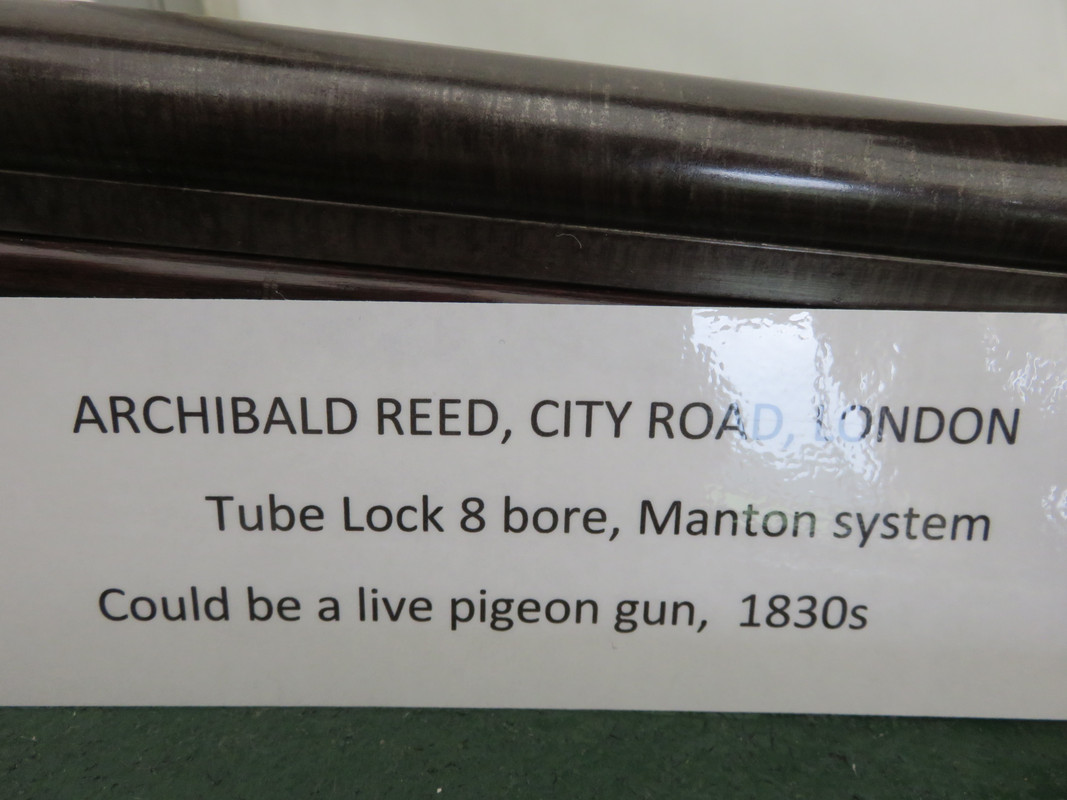 ARCHIBALD REED, CITY ROAD, LONDON
Tube Lock 8 bore, Manton system
Could be a live pigeon gun, 1830s